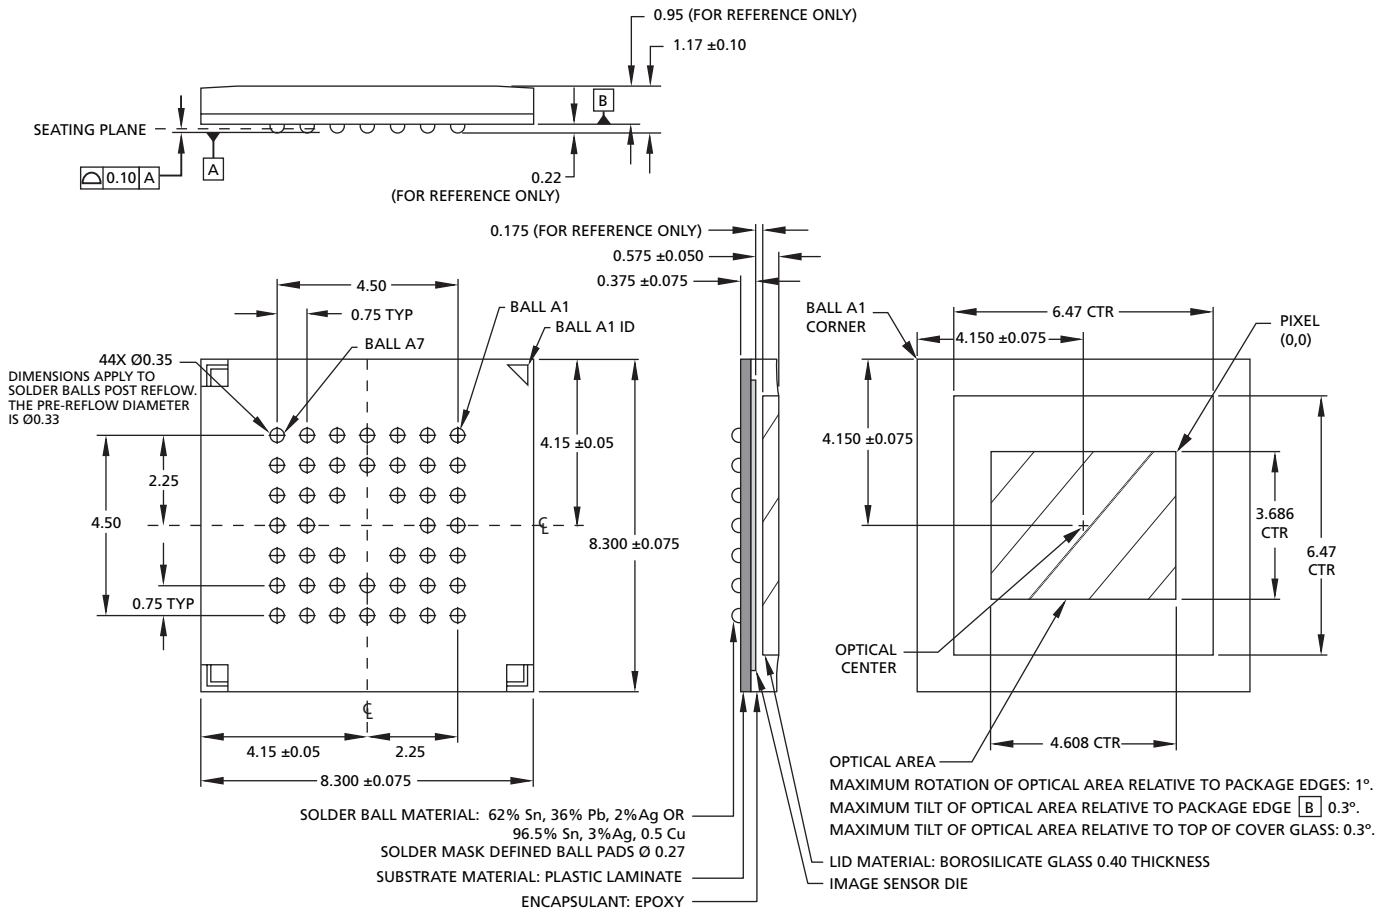 0.95 (FOR REFERENCE ONLY)
1.17 ±0.10
B
SEATING PLANE
A
0.10 A
0.22
(FOR REFERENCE ONLY)
0.175 (FOR REFERENCE ONLY)
0.575 ±0.050
0.375 ±0.075
4.50
0.75 TYP
BALL A1
BALL A1 ID
BALL A7
44X Ø0.35
DIMENSIONS APPLY TO
SOLDER BALLS POST REFLOW.
THE PRE-REFLOW DIAMETER
IS Ø0.33
4.15 ±0.05
2.25
4.50
8.300 ±0.075
0.75 TYP
CL
CL
4.15 ±0.05
2.25
8.300 ±0.075
BALL A1
CORNER
6.47 CTR
4.150 ±0.075
PIXEL
(0,0)
4.150 ±0.075
3.686
CTR
6.47
CTR
OPTICAL
CENTER
4.608 CTR
OPTICAL AREA
MAXIMUM ROTATION OF OPTICAL AREA RELATIVE TO PACKAGE EDGES: 1º.
MAXIMUM TILT OF OPTICAL AREA RELATIVE TO PACKAGE EDGE B 0.3º.
MAXIMUM TILT OF OPTICAL AREA RELATIVE TO TOP OF COVER GLASS: 0.3º.
SOLDER BALL MATERIAL: 62% Sn, 36% Pb, 2%Ag OR
96.5% Sn, 3%Ag, 0.5 Cu
SOLDER MASK DEFINED BALL PADS Ø 0.27
SUBSTRATE MATERIAL: PLASTIC LAMINATE
ENCAPSULANT: EPOXY
LID MATERIAL: BOROSILICATE GLASS 0.40 THICKNESS
IMAGE SENSOR DIE